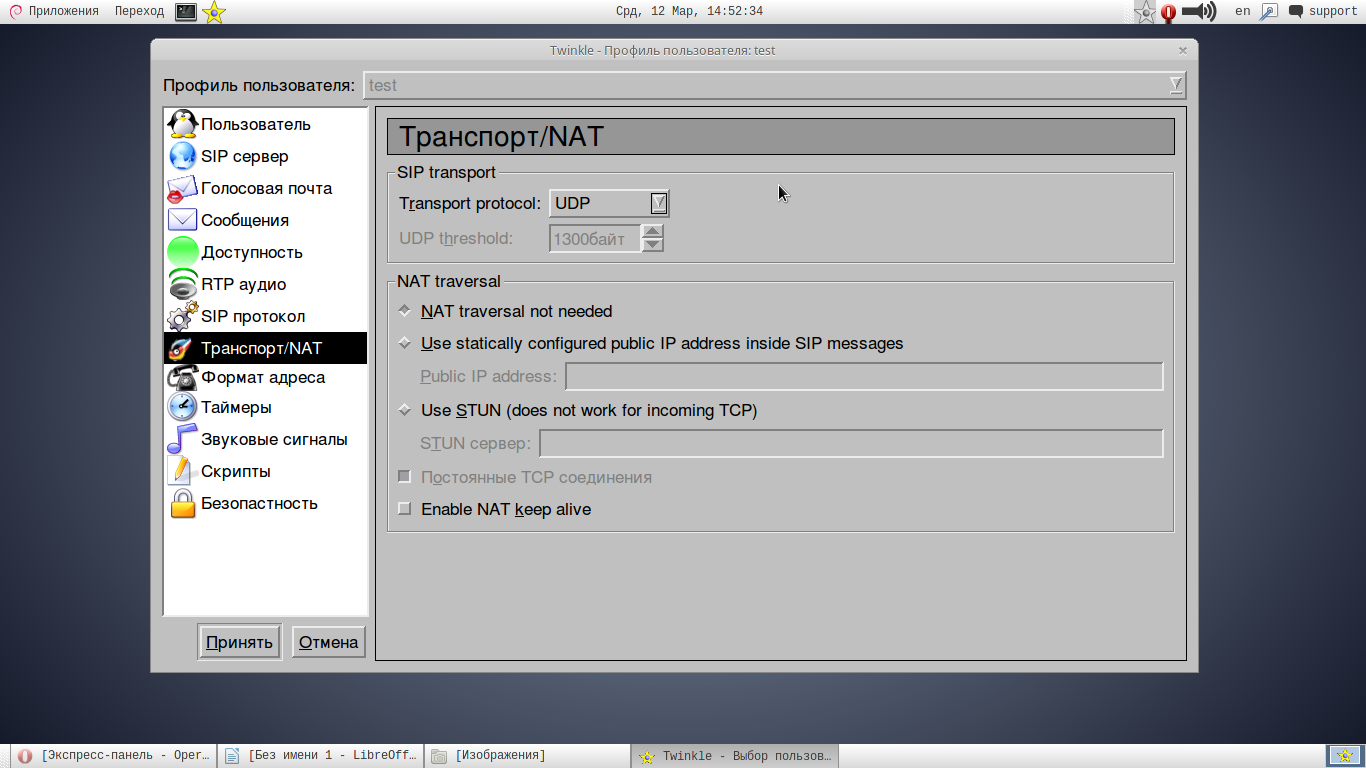 Приложения Переход Срд, 12 Мар, 14:52:34 en support
Twinkle - Профиль пользователя: test
Профиль пользователя: test
Пользователь
SIP сервер
Голосовая почта
Сообщения
Доступность
RTP аудио
SIP протокол
Транспорт/NAT
Формат адреса
Таймеры
Звуковые сигналы
Скрипты
Безопастность
Принять Отмена
Транспорт/NAT
SIP transport
Transport protocol: UDP
UDP threshold: 1300байт
NAT traversal
NAT traversal not needed
Use statically configured public IP address inside SIP messages
Public IP address:
Use STUN (does not work for incoming TCP)
STUN сервер:
Постоянные TCP соединения
Enable NAT keep alive
[Экспресс-панель - Oper... [Без имени 1 - LibreOff... [Изображения] Twinkle - Выбор пользов...